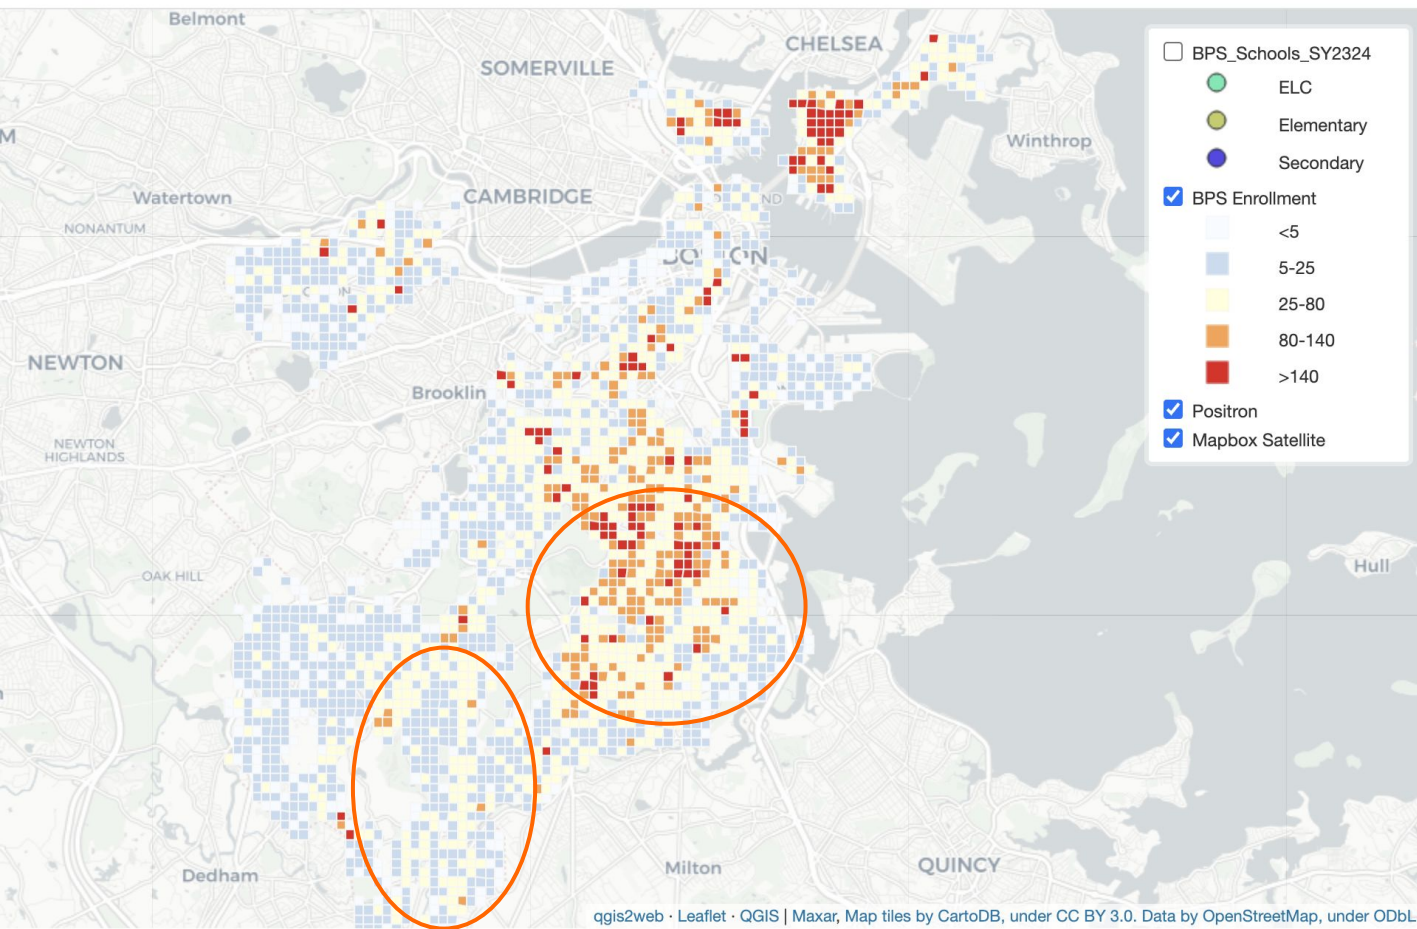 Belmont
CHELSEA
SOMERVILLE
M
Winthrop
Watertown
CAMBRIDGE
ND
NONANTUM
BOSTON
NEWTON
Brooklin
NEWTON
HIGHLANDS
OAK HILL
Hull
Dedham
Milton
QUINCY
BPS_Schools_SY2324
ELC
Elementary
Secondary
BPS Enrollment
<5
5-25
25-80
80-140
>140
Positron
Mapbox Satellite
qgis2web · Leaflet · QGIS | Maxar, Map tiles by CartoDB, under CC BY 3.0. Data by OpenStreetMap, under ODbL